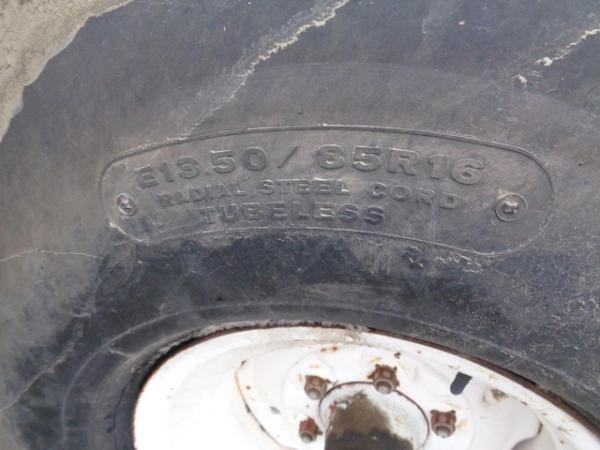 E13.50 / 85R16
RADIAL STEEL CORD
TUBELESS